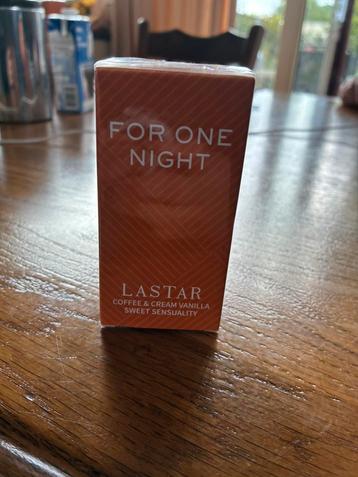 FOR ONE
NIGHT
LASTAR
COFFEE & CREAM VANILLA
SWEET SENSUALITY